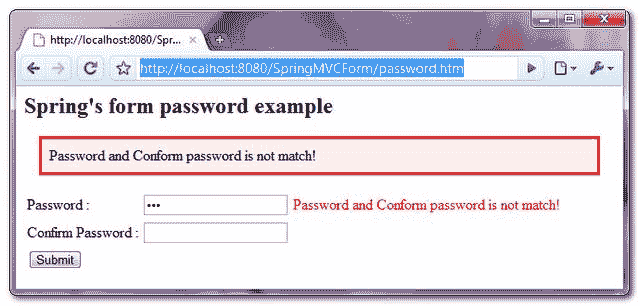 http://localhost:8080/Spr...
http://localhost:8080/SpringMVCForm/password.htm
Spring's form password example
Password and Conform password is not match!
Password : ••• Password and Conform password is not match!
Confirm Password :
Submit